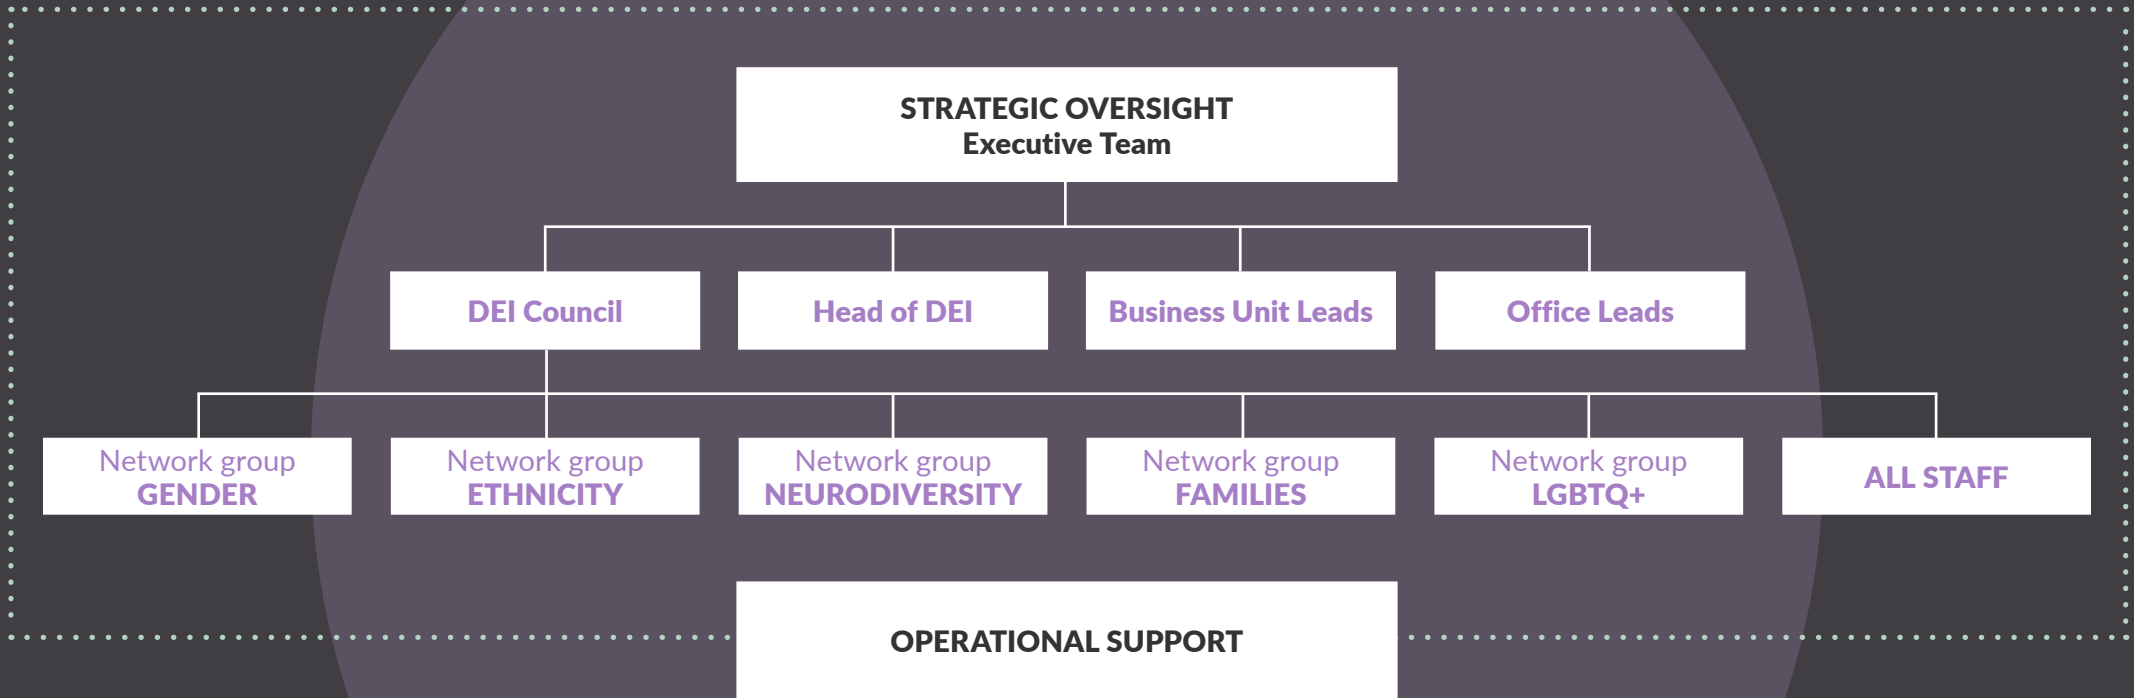 STRATEGIC OVERSIGHT
Executive Team
DEI Council
Head of DEI
Business Unit Leads
Office Leads
Network group
GENDER
Network group
ETHNICITY
Network group
NEURODIVERSITY
Network group
FAMILIES
Network group
LGBTQ+
ALL STAFF
OPERATIONAL SUPPORT